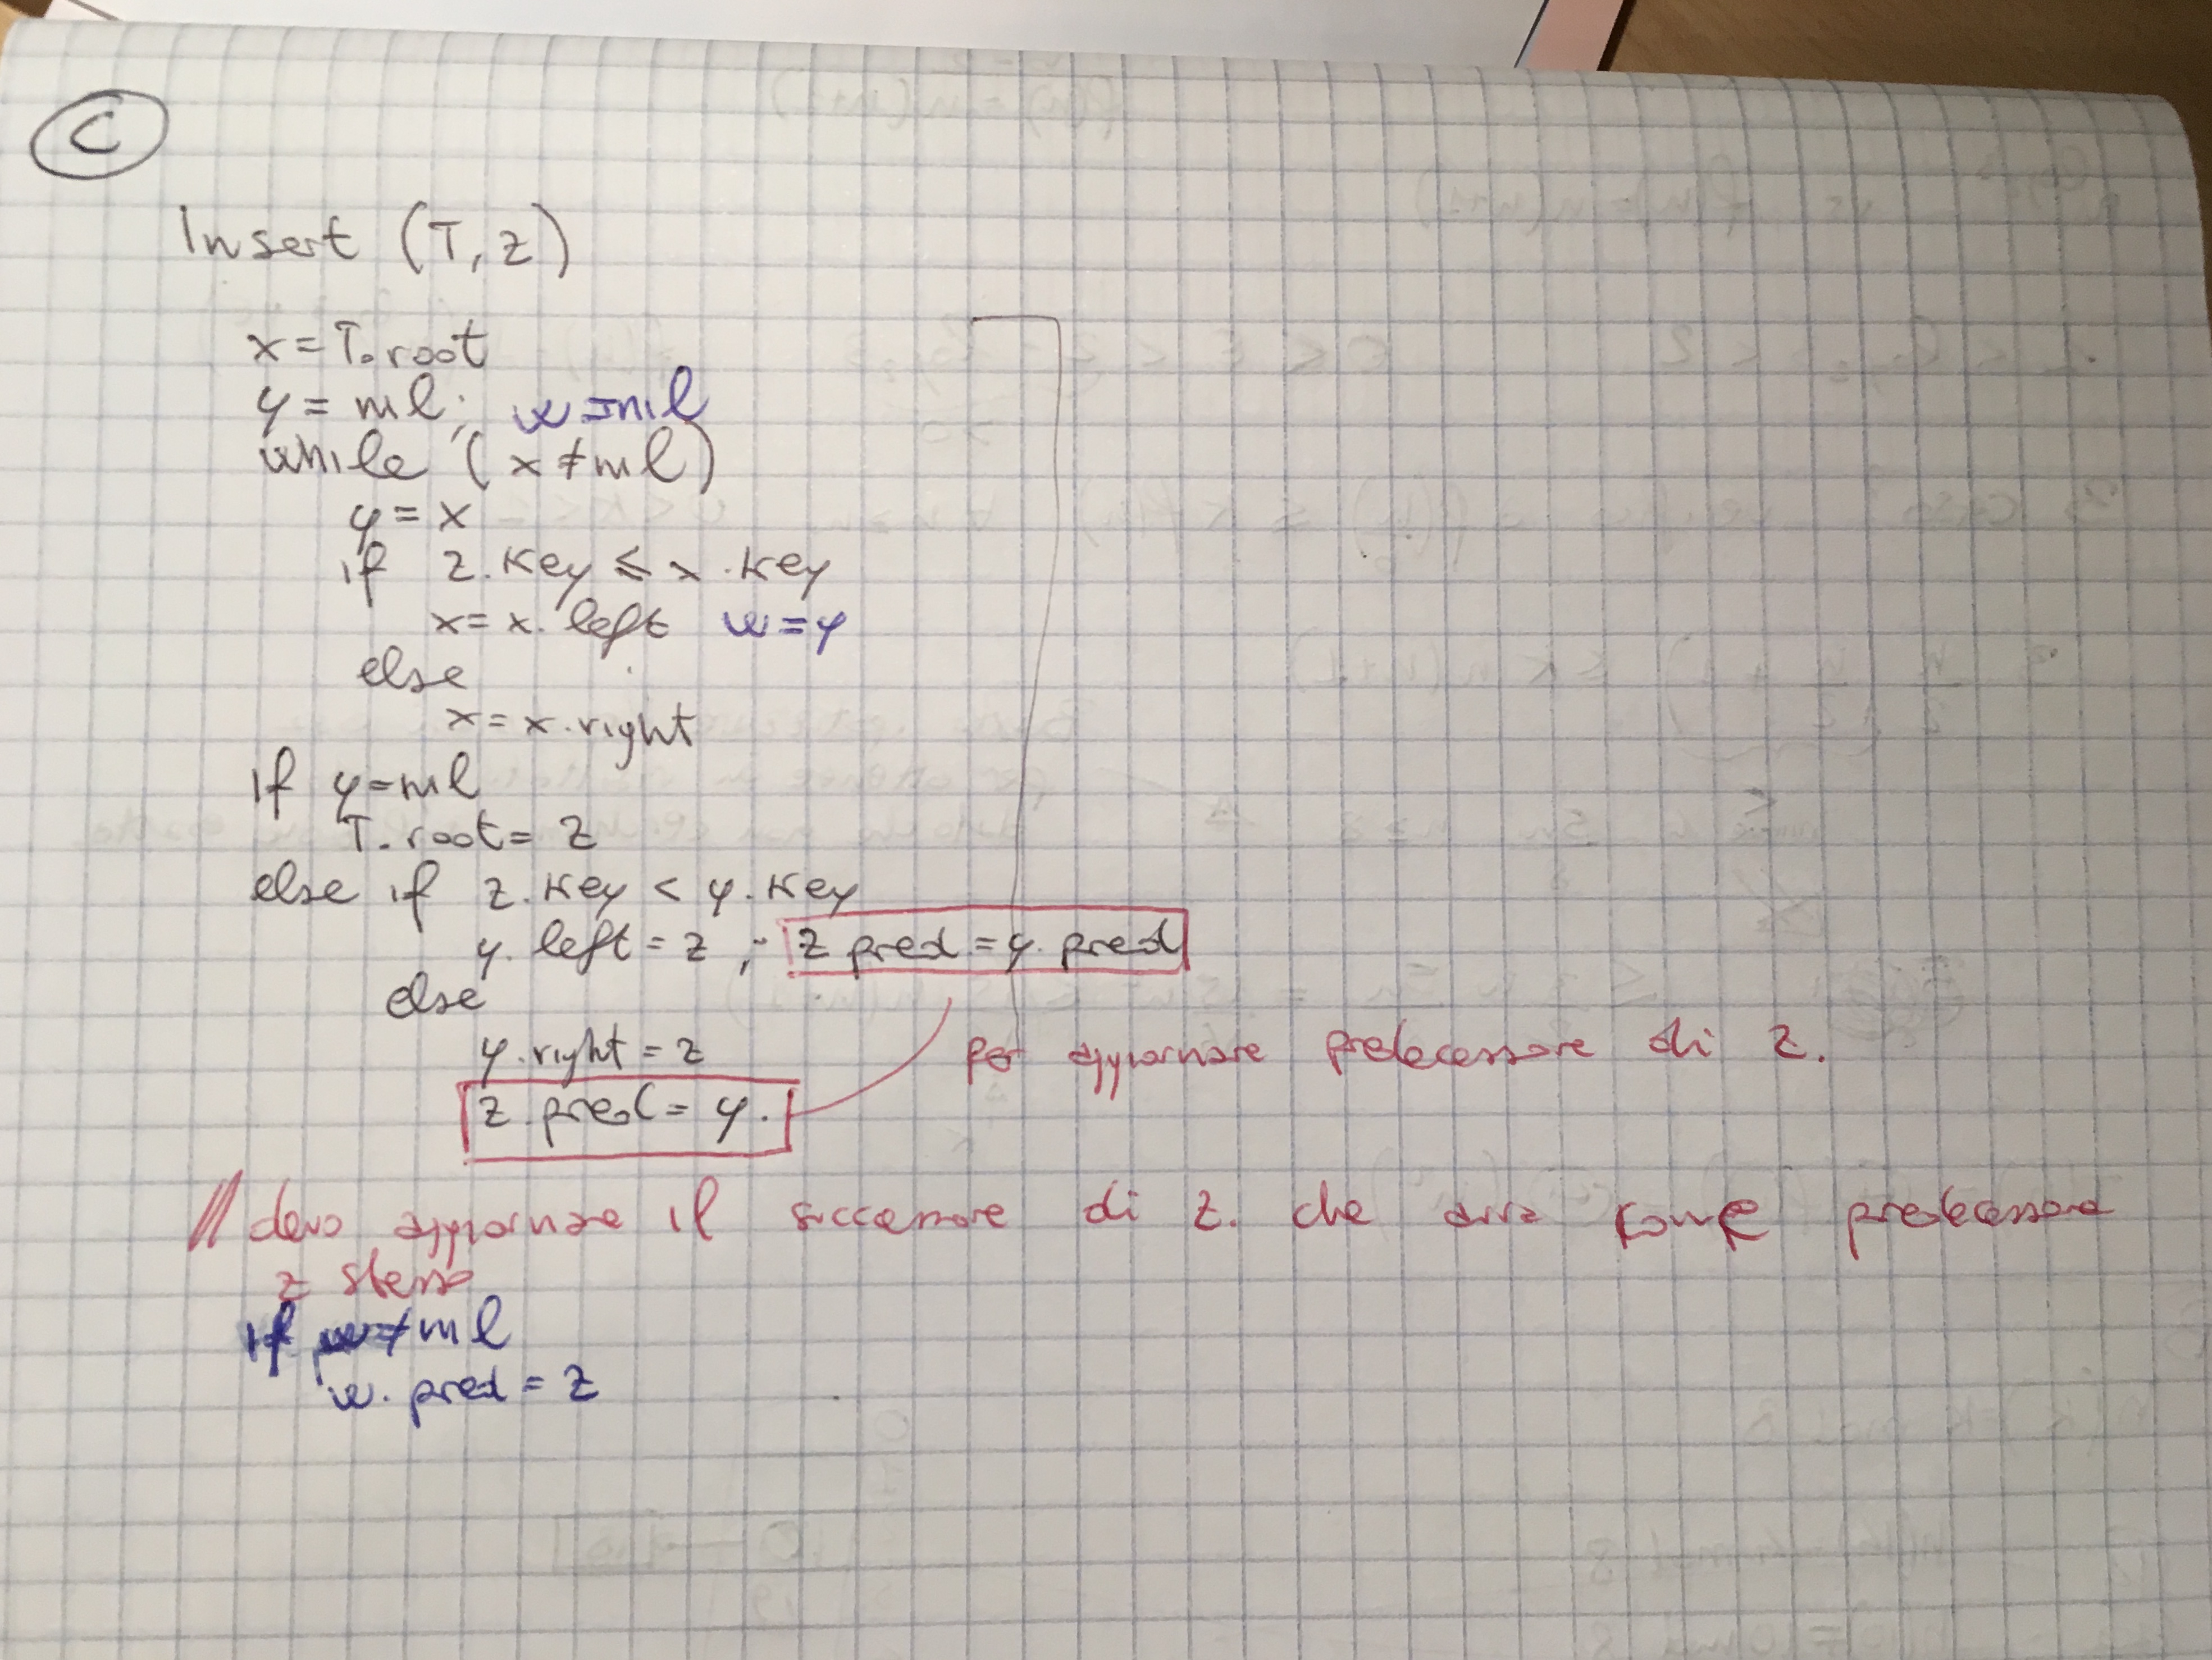 C
Insert (T, z)
x = T.root
y = nil; w = nil
while (x ≠ nil)
y = x
if z.key ≤ x.key
x = x.left w = y
else
x = x.right
if y = nil
T.root = z
else if z.key < y.key
y.left = z ; z pred = y.pred
else
y.right = z
per aggiornare predecessore di z.
z.pred = y.
// devo aggiornare il successore di z. che avrà come predecessore
z stesso
if w ≠ nil
w.pred = z